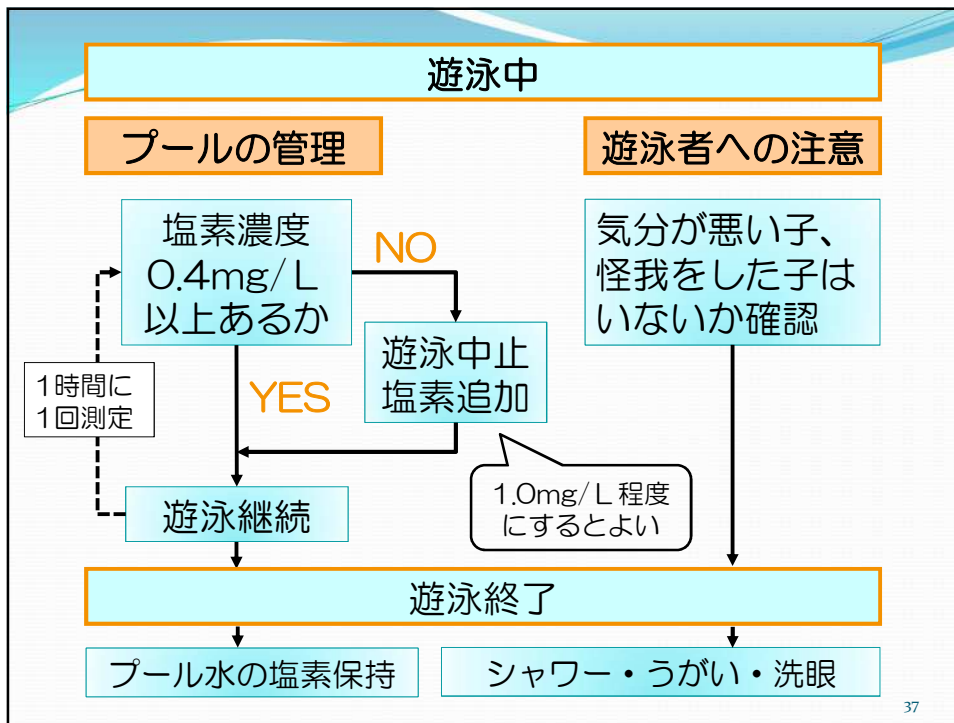 遊泳中
プールの管理
遊泳者への注意
塩素濃度
0.4mg/L
以上あるか
NO
遊泳中止
塩素追加
YES
1時間に
1回測定
1.0mg/L程度
にするとよい
遊泳継続
気分が悪い子、
怪我をした子は
いないか確認
遊泳終了
プール水の塩素保持
シャワー・うがい・洗眼
37